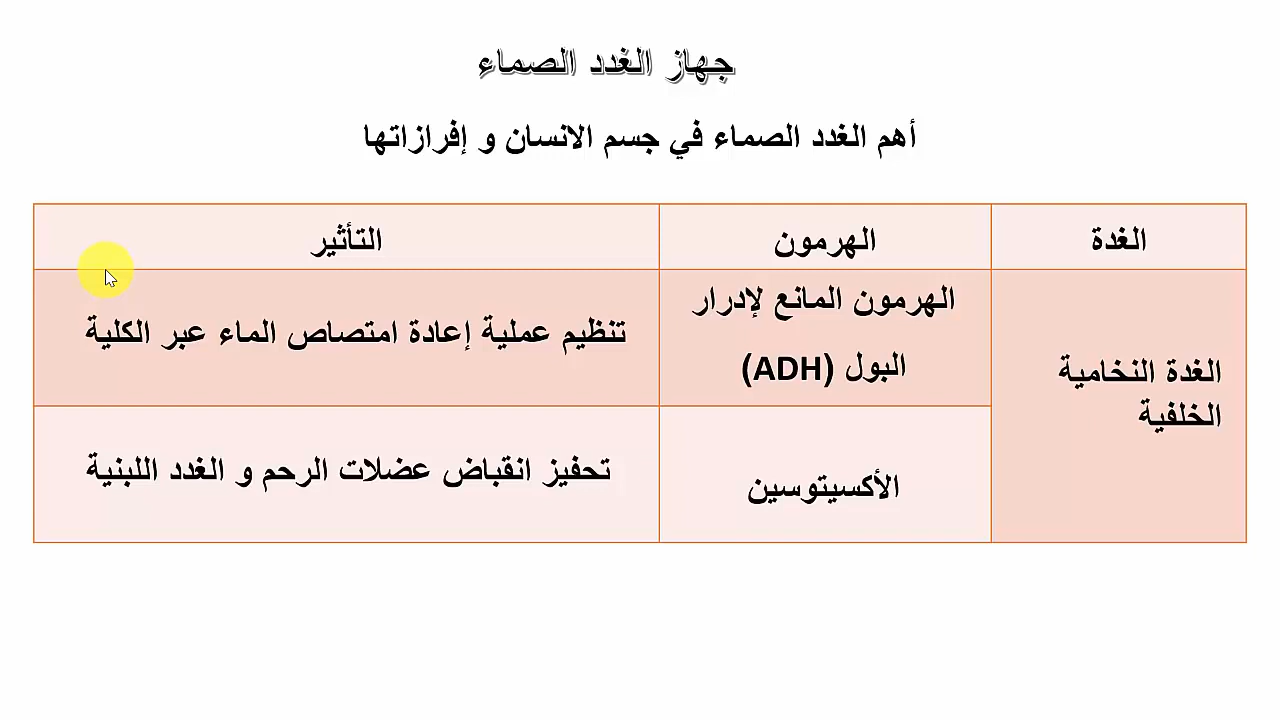 جهاز الغدد الصماء
أهم الغدد الصماء في جسم الانسان و إفرازاتها
الغدة
الهرمون
التأثير
الغدة النخامية
الخلفية
الهرمون المانع لإدرار
البول (ADH)
تنظيم عملية إعادة امتصاص الماء عبر الكلية
الأكسيتوسين
تحفيز انقباض عضلات الرحم و الغدد اللبنية